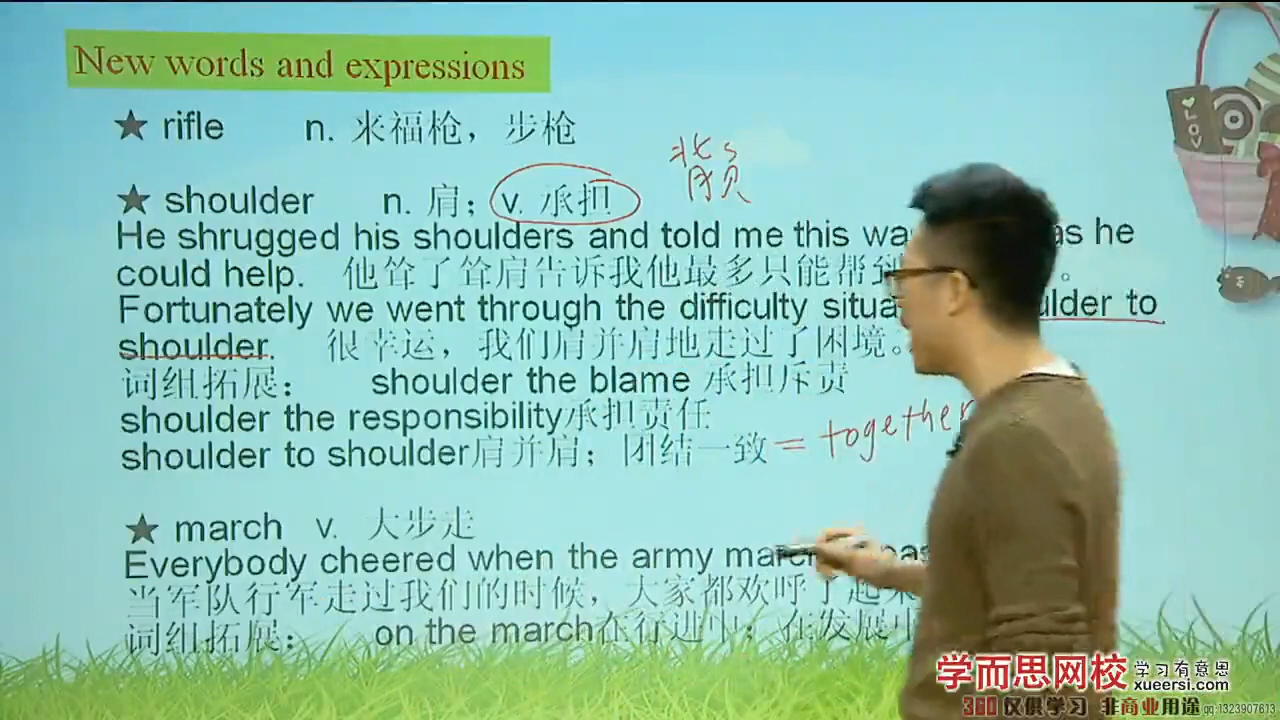 New words and expressions
★ rifle n. 来福枪，步枪
背负
★ shoulder n. 肩；v. 承担
He shrugged his shoulders and told me this was as he
could help. 他耸了耸肩告诉我他最多只能帮到 。
Fortunately we went through the difficulty situa ulder to
shoulder. 很幸运，我们肩并肩地走过了困境。
词组拓展： shoulder the blame 承担斥责
shoulder the responsibility承担责任
shoulder to shoulder肩并肩；团结一致 = together
★ march v. 大步走
Everybody cheered when the army marc
当军队行军走过我们的时候，大家都欢呼了起来
词组拓展： on the march在行进中；在发展中
LOV
学而思网校 学习有意思
xueersi.com
360 仅供学习 非商业用途 qq:1323907613